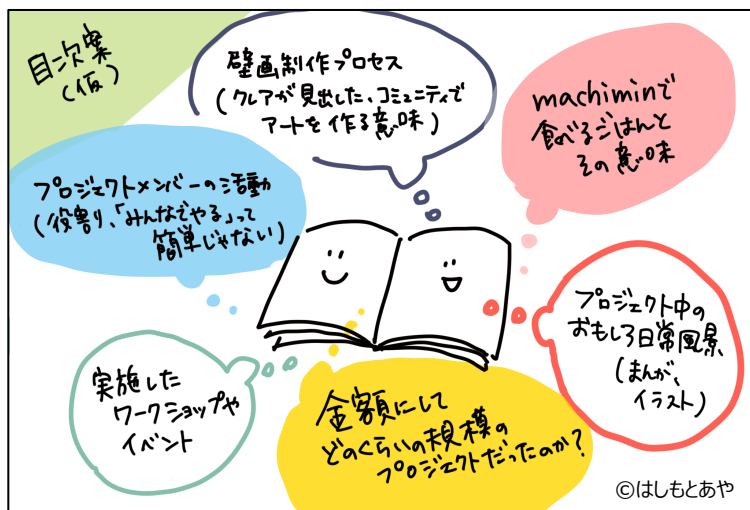 目次案
(仮)
壁画制作プロセス
(クレアが見出した、コミュニティで
アートを作る意味)
machiminで
食べるごはんと
その意味
プロジェクトメンバーの活動
(役割り、「みんなでやる」って
簡単じゃない)
プロジェクト中の
おもしろ日常風景
(まんが、
イラスト)
実施した
ワークショップや
イベント
金額にして
どのくらいの規模の
プロジェクトだったのか?
©はしもとあや